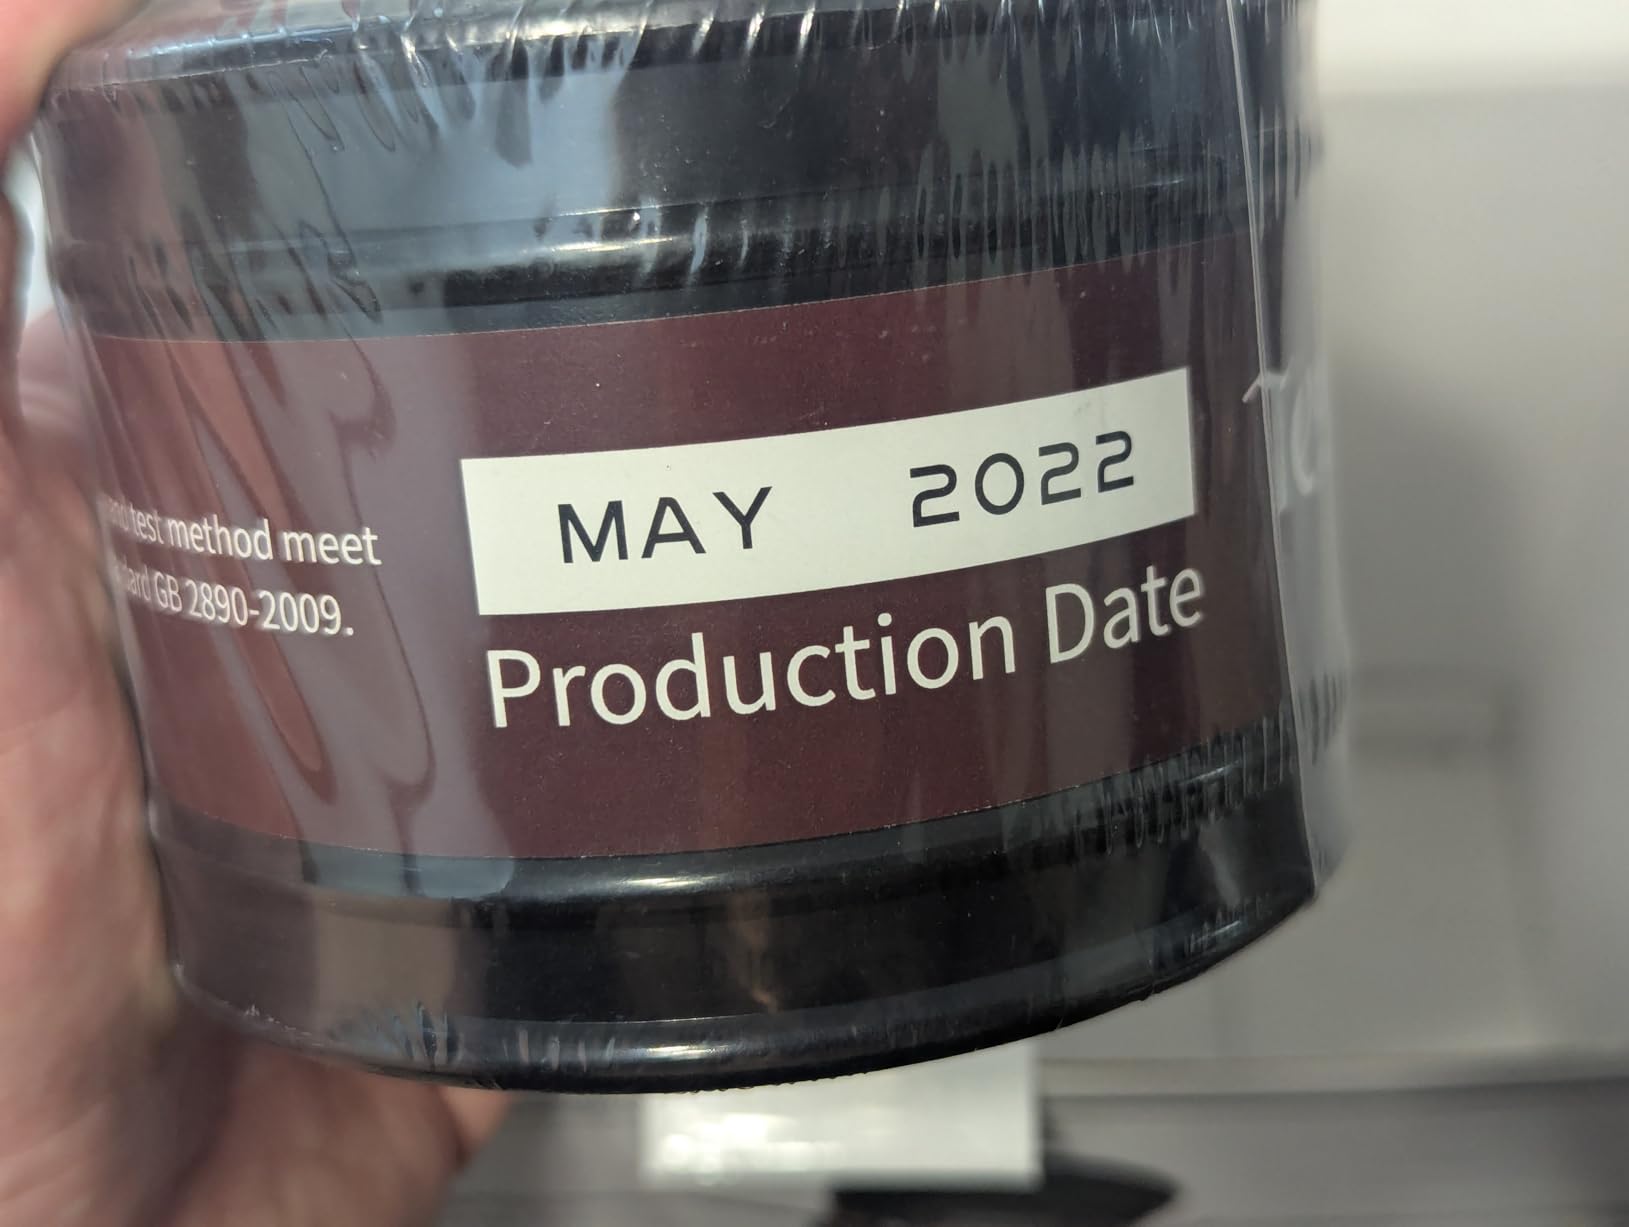 test method meet
GB 2890-2009.
MAY 2022
Production Date